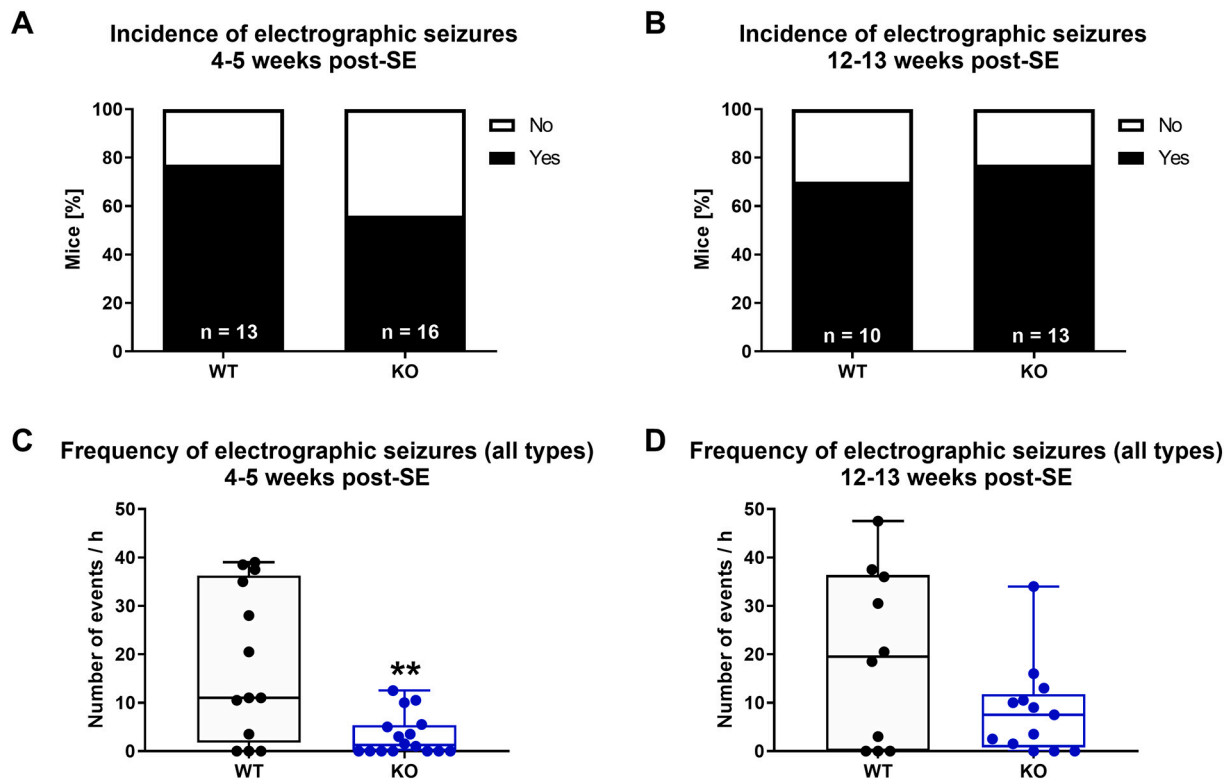 A
Incidence of electrographic seizures
4-5 weeks post-SE
Mice [%]
100
80
60
40
20
0
n = 13
n = 16
WT
KO
No
Yes
B
Incidence of electrographic seizures
12-13 weeks post-SE
Mice [%]
100
80
60
40
20
0
n = 10
n = 13
WT
KO
No
Yes
C
Frequency of electrographic seizures (all types)
4-5 weeks post-SE
Number of events / h
50
40
30
20
10
0
**
WT
KO
D
Frequency of electrographic seizures (all types)
12-13 weeks post-SE
Number of events / h
50
40
30
20
10
0
WT
KO